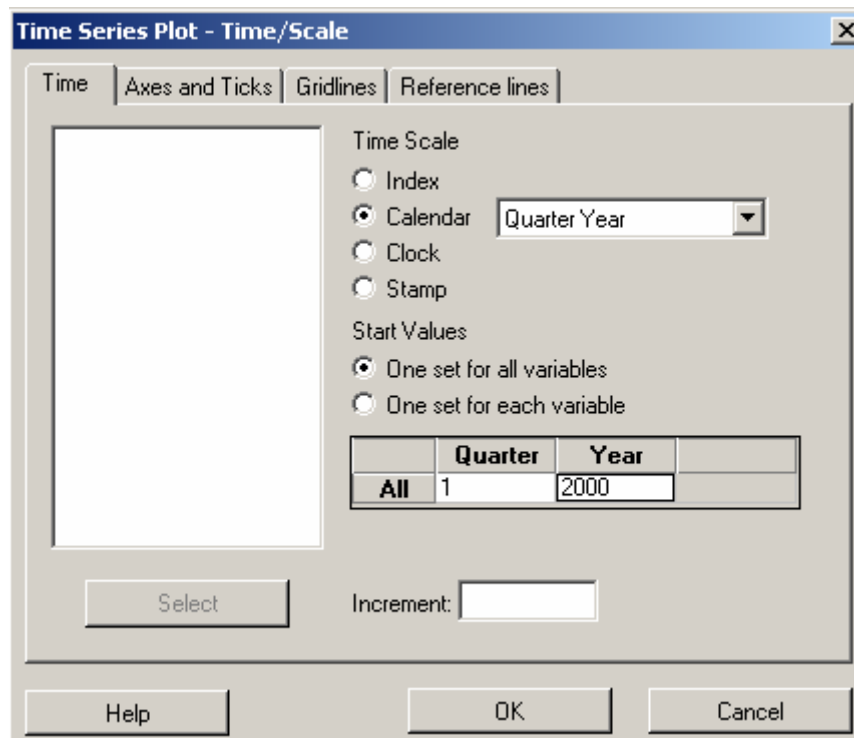 Time Series Plot - Time/Scale
Time
Axes and Ticks
Gridlines
Reference lines
Time Scale
Index
Calendar
Quarter Year
Clock
Stamp
Start Values
One set for all variables
One set for each variable
Quarter Year
All 1 2000
Select
Increment:
Help
OK
Cancel